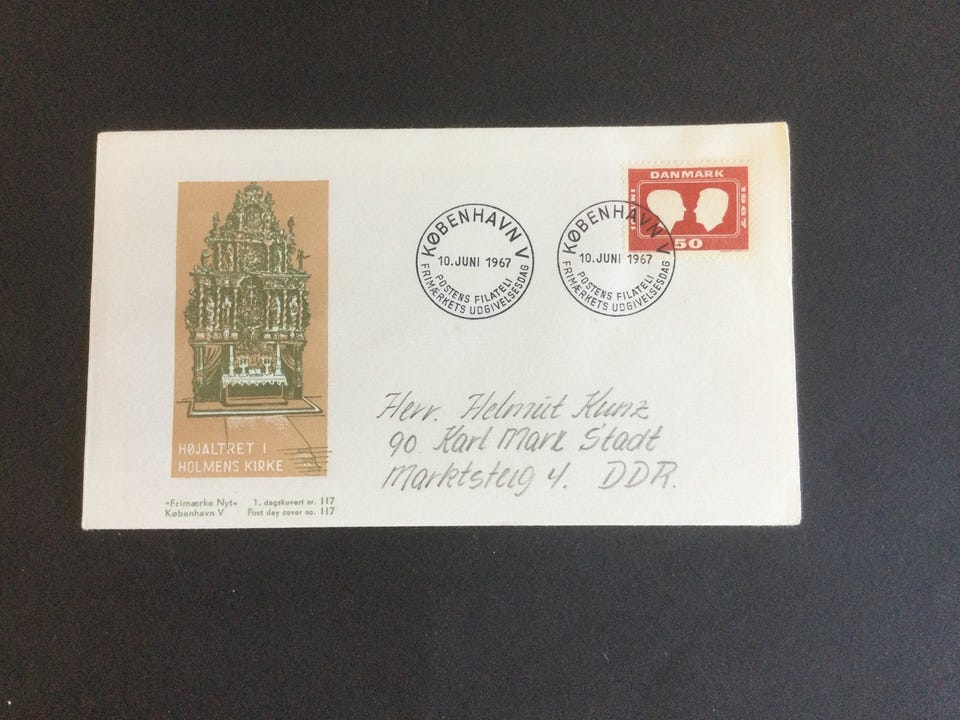 DANMARK
10 JUNI
1967
50
KØBENHAVN V
10. JUNI 1967
POSTENS FILATELI
FRIMÆRKETS UDGIVELSESDAG
KØBENHAVN V
10. JUNI 1967
POSTENS FILATELI
FRIMÆRKETS UDGIVELSESDAG
HØJALTRET I
HOLMENS KIRKE
»Frimærke Nyt« 1. dagskuvert nr. 117
København V First day cover no. 117
Herr. Helmut Kunz
90 Karl Marx Stadt
Marktsteig 4. DDR.